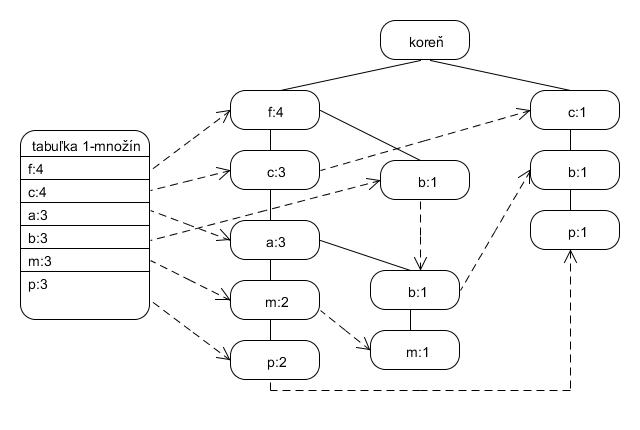 koreň
f:4
c:1
tabuľka 1-množín
f:4
c:4
a:3
b:3
m:3
p:3
c:3
b:1
b:1
a:3
p:1
m:2
b:1
p:2
m:1